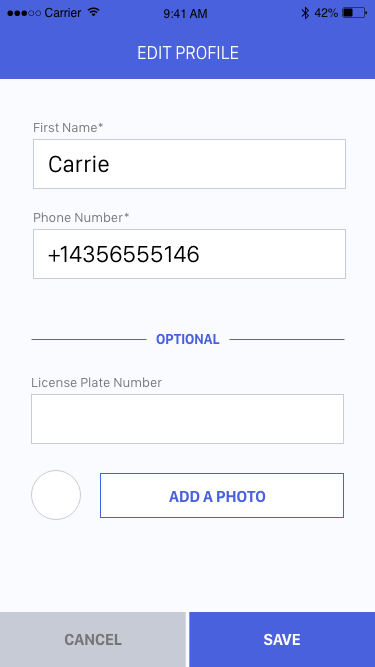 Carrier 9:41 AM 42%
EDIT PROFILE
First Name*
Carrie
Phone Number*
+14356555146
OPTIONAL
License Plate Number
ADD A PHOTO
CANCEL SAVE